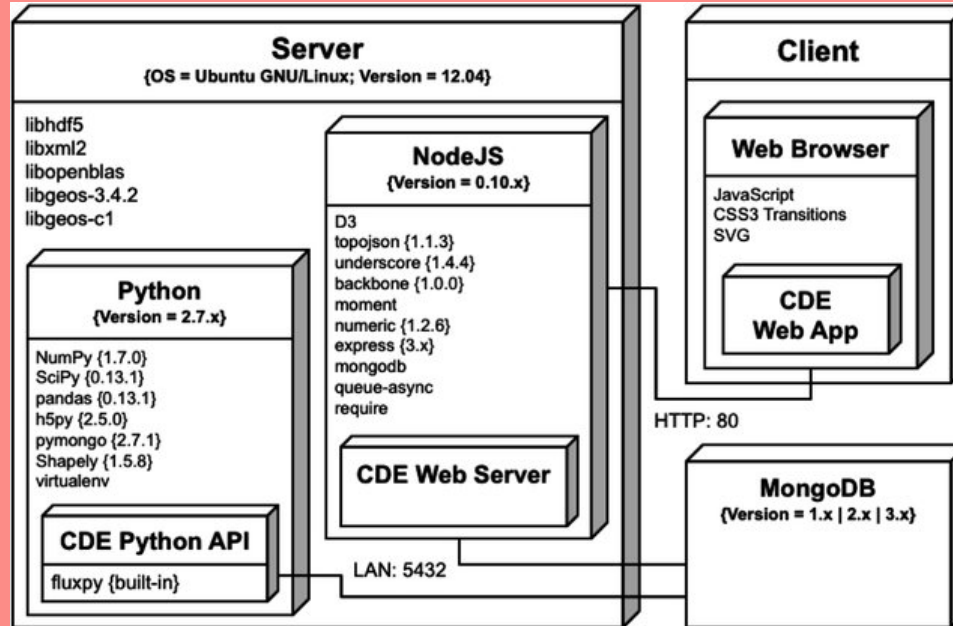 Server
{OS = Ubuntu GNU/Linux; Version = 12.04}
libhdf5
libxml2
libopenblas
libgeos-3.4.2
libgeos-c1
Python
{Version = 2.7.x}
NumPy {1.7.0}
SciPy {0.13.1}
pandas {0.13.1}
h5py {2.5.0}
pymongo {2.7.1}
Shapely {1.5.8}
virtualenv
CDE Python API
fluxpy {built-in}
NodeJS
{Version = 0.10.x}
D3
topojson {1.1.3}
underscore {1.4.4}
backbone {1.0.0}
moment
numeric {1.2.6}
express {3.x}
mongodb
queue-async
require
CDE Web Server
LAN: 5432
Client
Web Browser
JavaScript
CSS3 Transitions
SVG
CDE
Web App
HTTP: 80
MongoDB
{Version = 1.x | 2.x | 3.x}